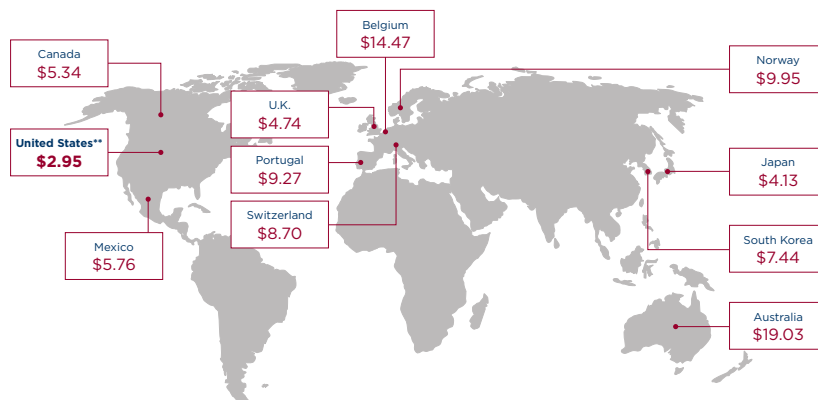 Belgium
$14.47
Canada
$5.34
Norway
$9.95
U.K.
$4.74
United States**
$2.95
Portugal
$9.27
Japan
$4.13
Switzerland
$8.70
Mexico
$5.76
South Korea
$7.44
Australia
$19.03